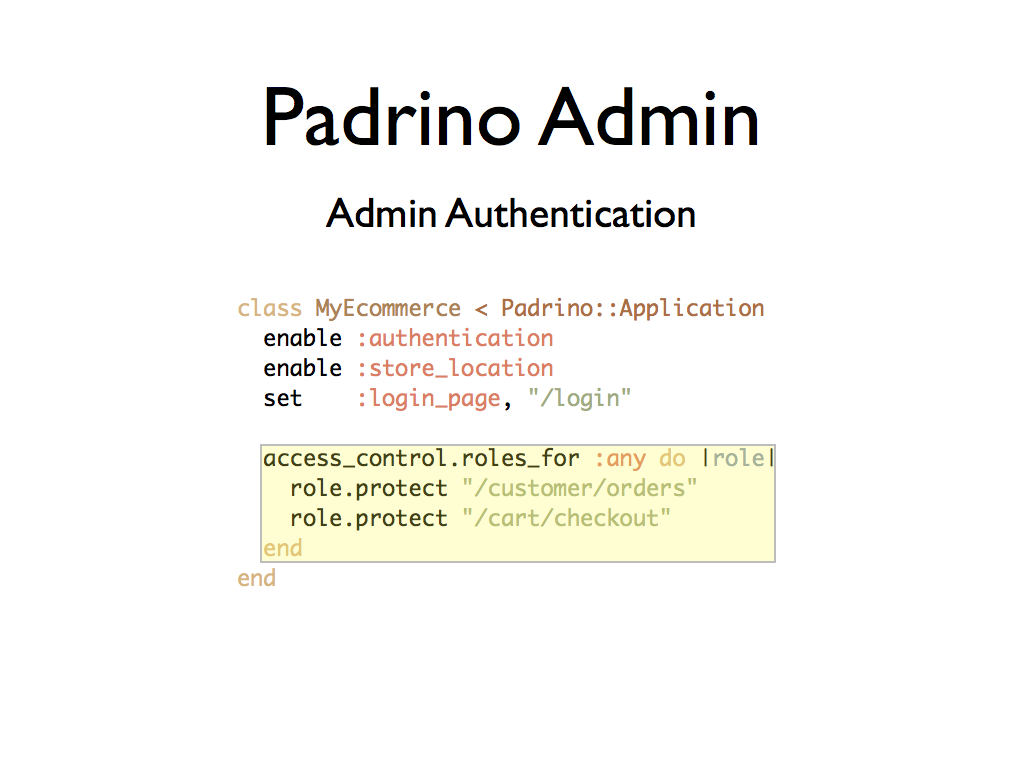 Padrino Admin
Admin Authentication
class MyEcommerce < Padrino::Application
  enable :authentication
  enable :store_location
  set    :login_page, "/login"

  access_control.roles_for :any do |role|
    role.protect "/customer/orders"
    role.protect "/cart/checkout"
  end
end